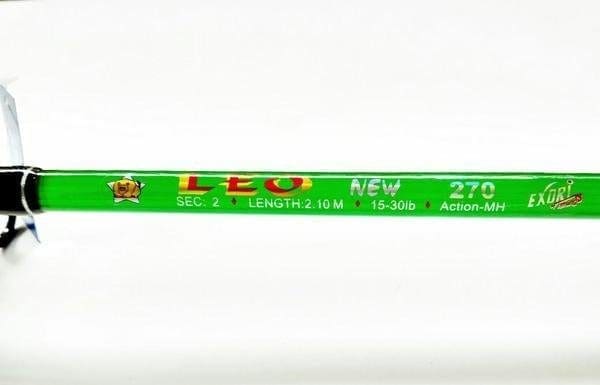 LEO NEW 270 EXORI
SEC: 2 ♦ LENGTH:2.10 M ♦ 15-30lb ♦ Action-MH